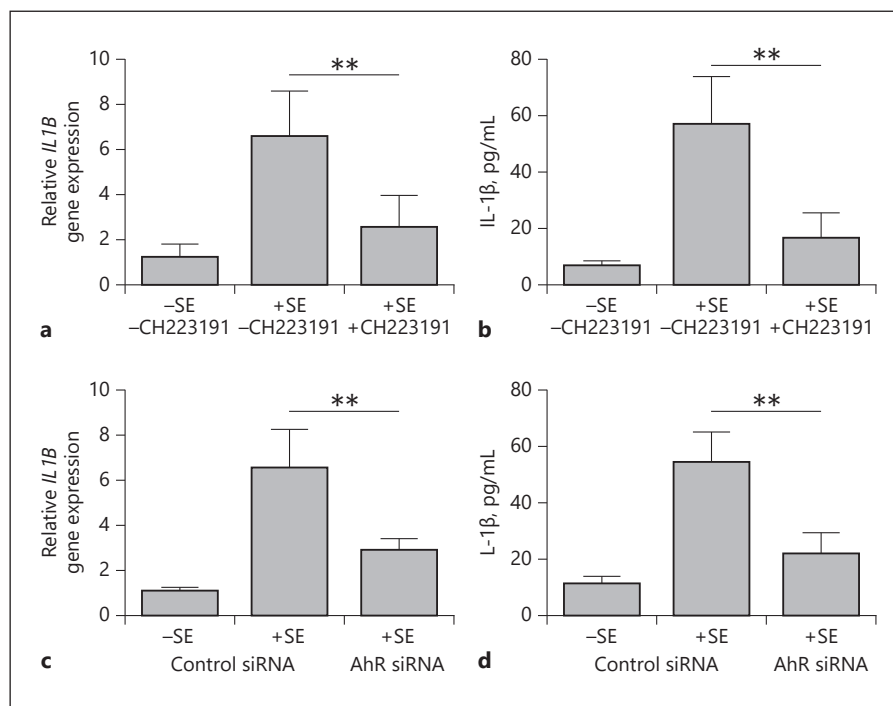 10
8
6
4
2
0
Relative IL1B
gene expression
**
–SE
–CH223191
+SE
–CH223191
+SE
+CH223191
a
80
60
40
20
0
IL-1β, pg/mL
**
–SE
–CH223191
+SE
–CH223191
+SE
+CH223191
b
10
8
6
4
2
0
Relative IL1B
gene expression
**
–SE
+SE
+SE
Control siRNA
AhR siRNA
c
80
60
40
20
0
L-1β, pg/mL
**
–SE
+SE
+SE
Control siRNA
AhR siRNA
d